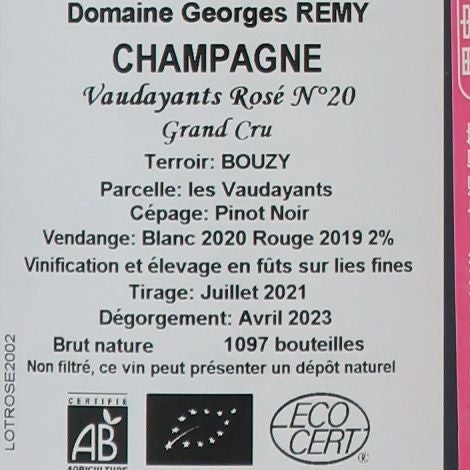 Domaine Georges REMY
CHAMPAGNE
Vaudayants Rosé N°20
Grand Cru
Terroir: BOUZY
Parcelle: les Vaudayants
Cépage: Pinot Noir
Vendange: Blanc 2020 Rouge 2019 2%
Vinification et élevage en fûts sur lies fines
Tirage: Juillet 2021
Dégorgement: Avril 2023
Brut nature 1097 bouteilles
Non filtré, ce vin peut présenter un dépôt naturel
LOTROSE2002
CERTIFIÉ
AB
AGRICULTURE
ECO
CERT
®